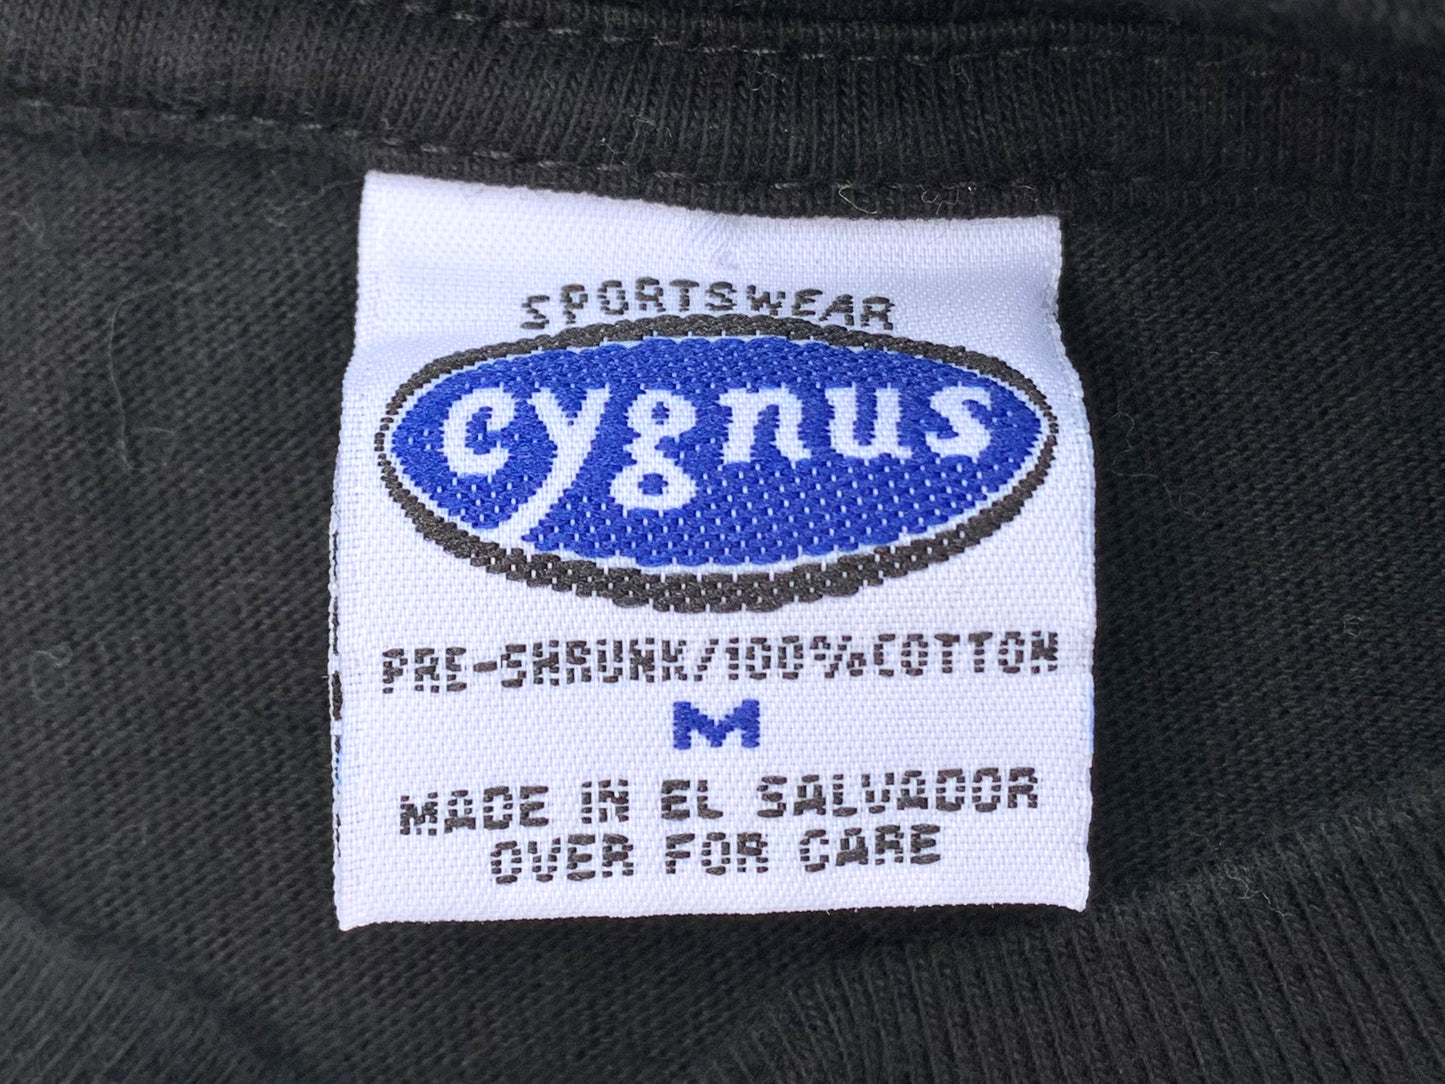 SPORTSWEAR
cygnus
PRE-SHRUNK/100%COTTON
M
MADE IN EL SALVADOR
OVER FOR CARE